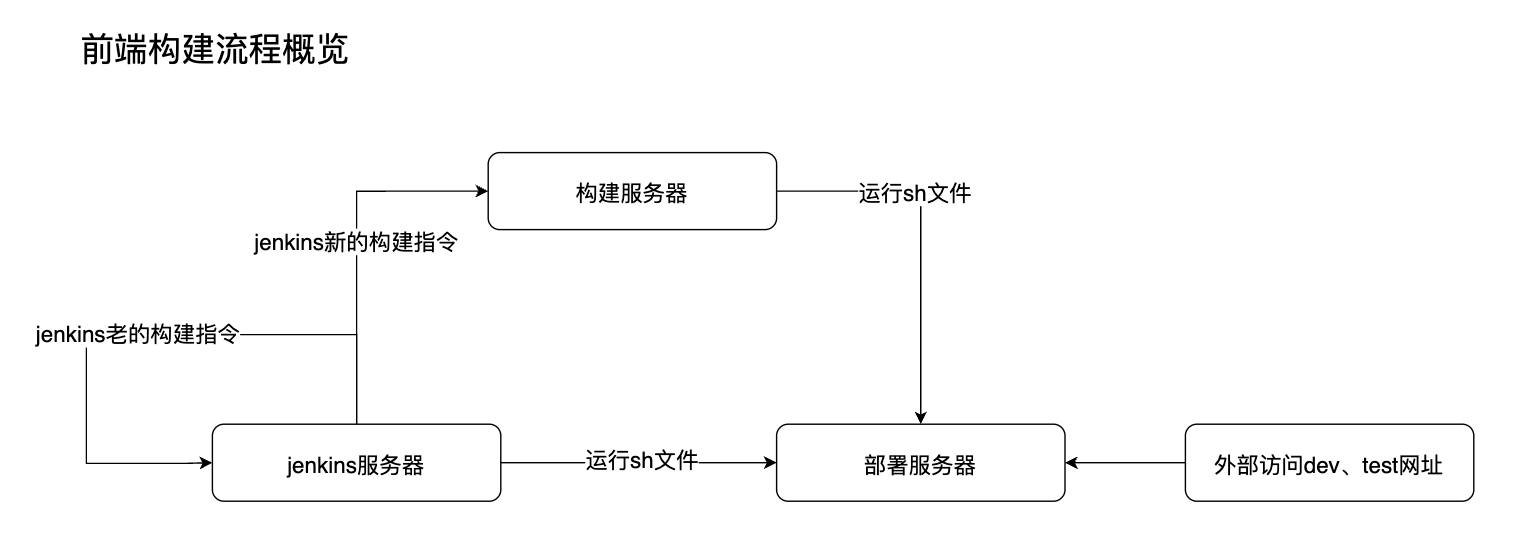 前端构建流程概览
构建服务器
运行sh文件
jenkins新的构建指令
jenkins老的构建指令
jenkins服务器
运行sh文件
部署服务器
外部访问dev、test网址